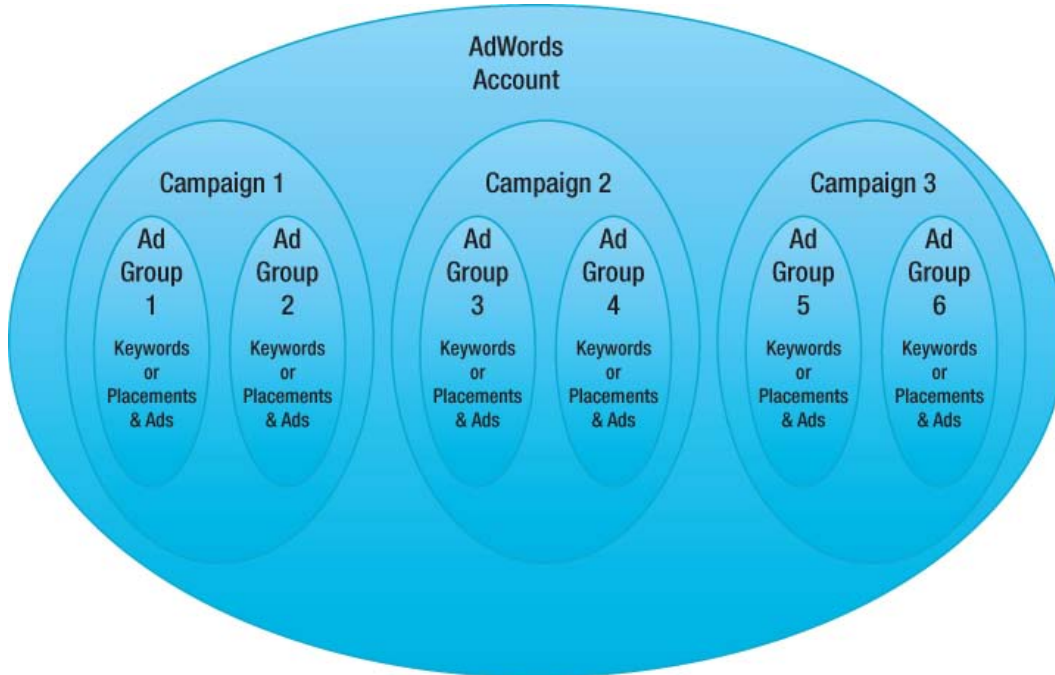 AdWords
Account
Campaign 1
Ad
Group
1
Keywords
or
Placements
& Ads
Ad
Group
2
Keywords
or
Placements
& Ads
Campaign 2
Ad
Group
3
Keywords
or
Placements
& Ads
Ad
Group
4
Keywords
or
Placements
& Ads
Campaign 3
Ad
Group
5
Keywords
or
Placements
& Ads
Ad
Group
6
Keywords
or
Placements
& Ads